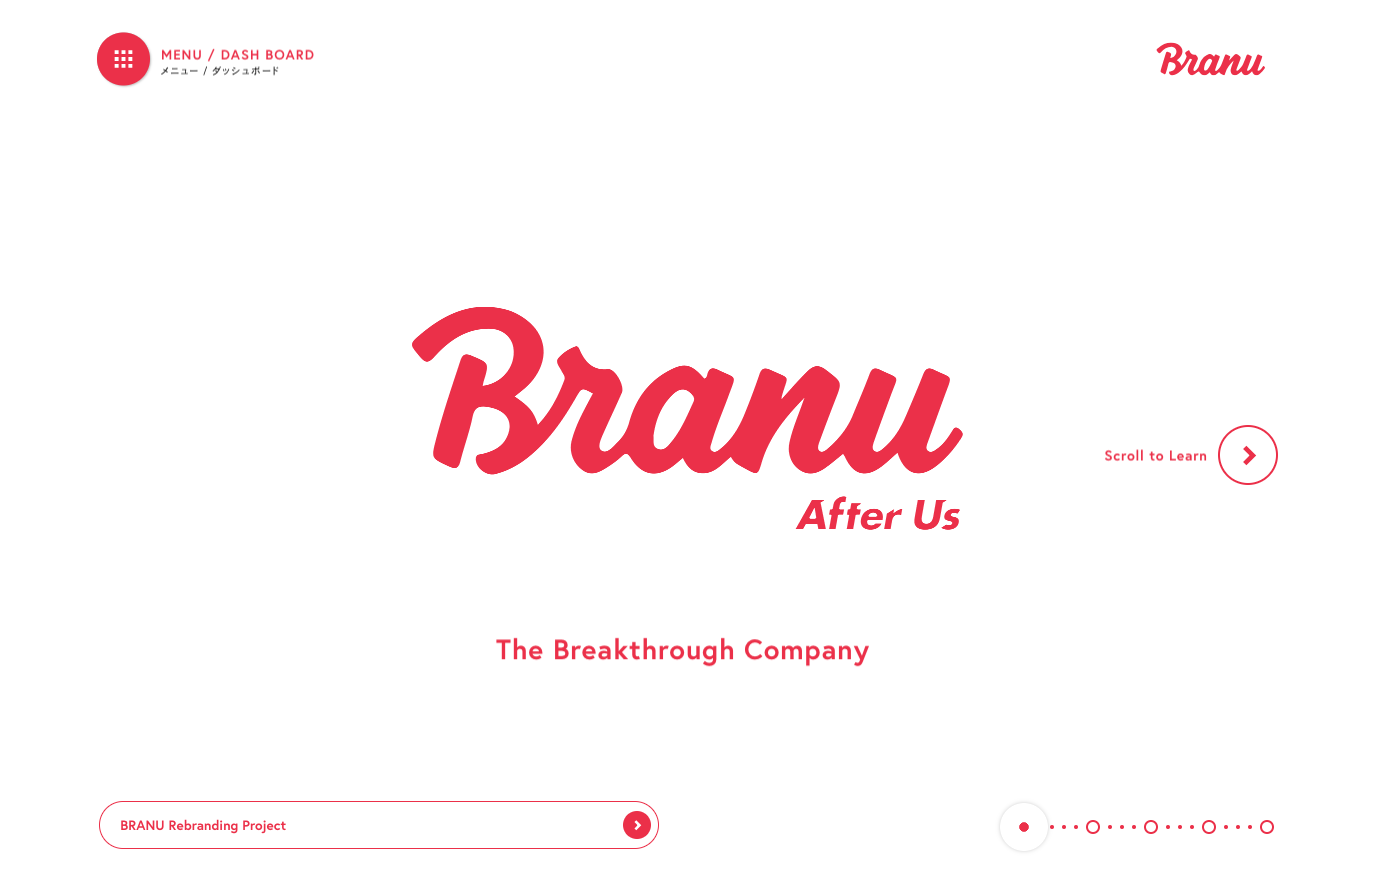 MENU / DASH BOARD
メニュー / ダッシュボード
Branu
Branu
After Us
Scroll to Learn
The Breakthrough Company
BRANU Rebranding Project